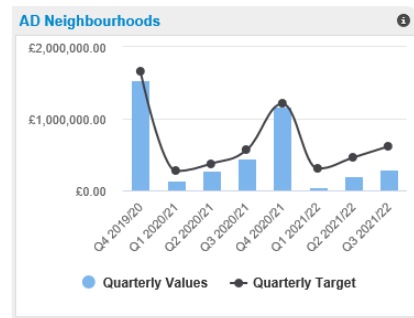 AD Neighbourhoods
£2,000,000.00
£1,000,000.00
£0.00
Q4 2019/20
Q1 2020/21
Q2 2020/21
Q3 2020/21
Q4 2020/21
Q1 2021/22
Q2 2021/22
Q3 2021/22
Quarterly Values Quarterly Target